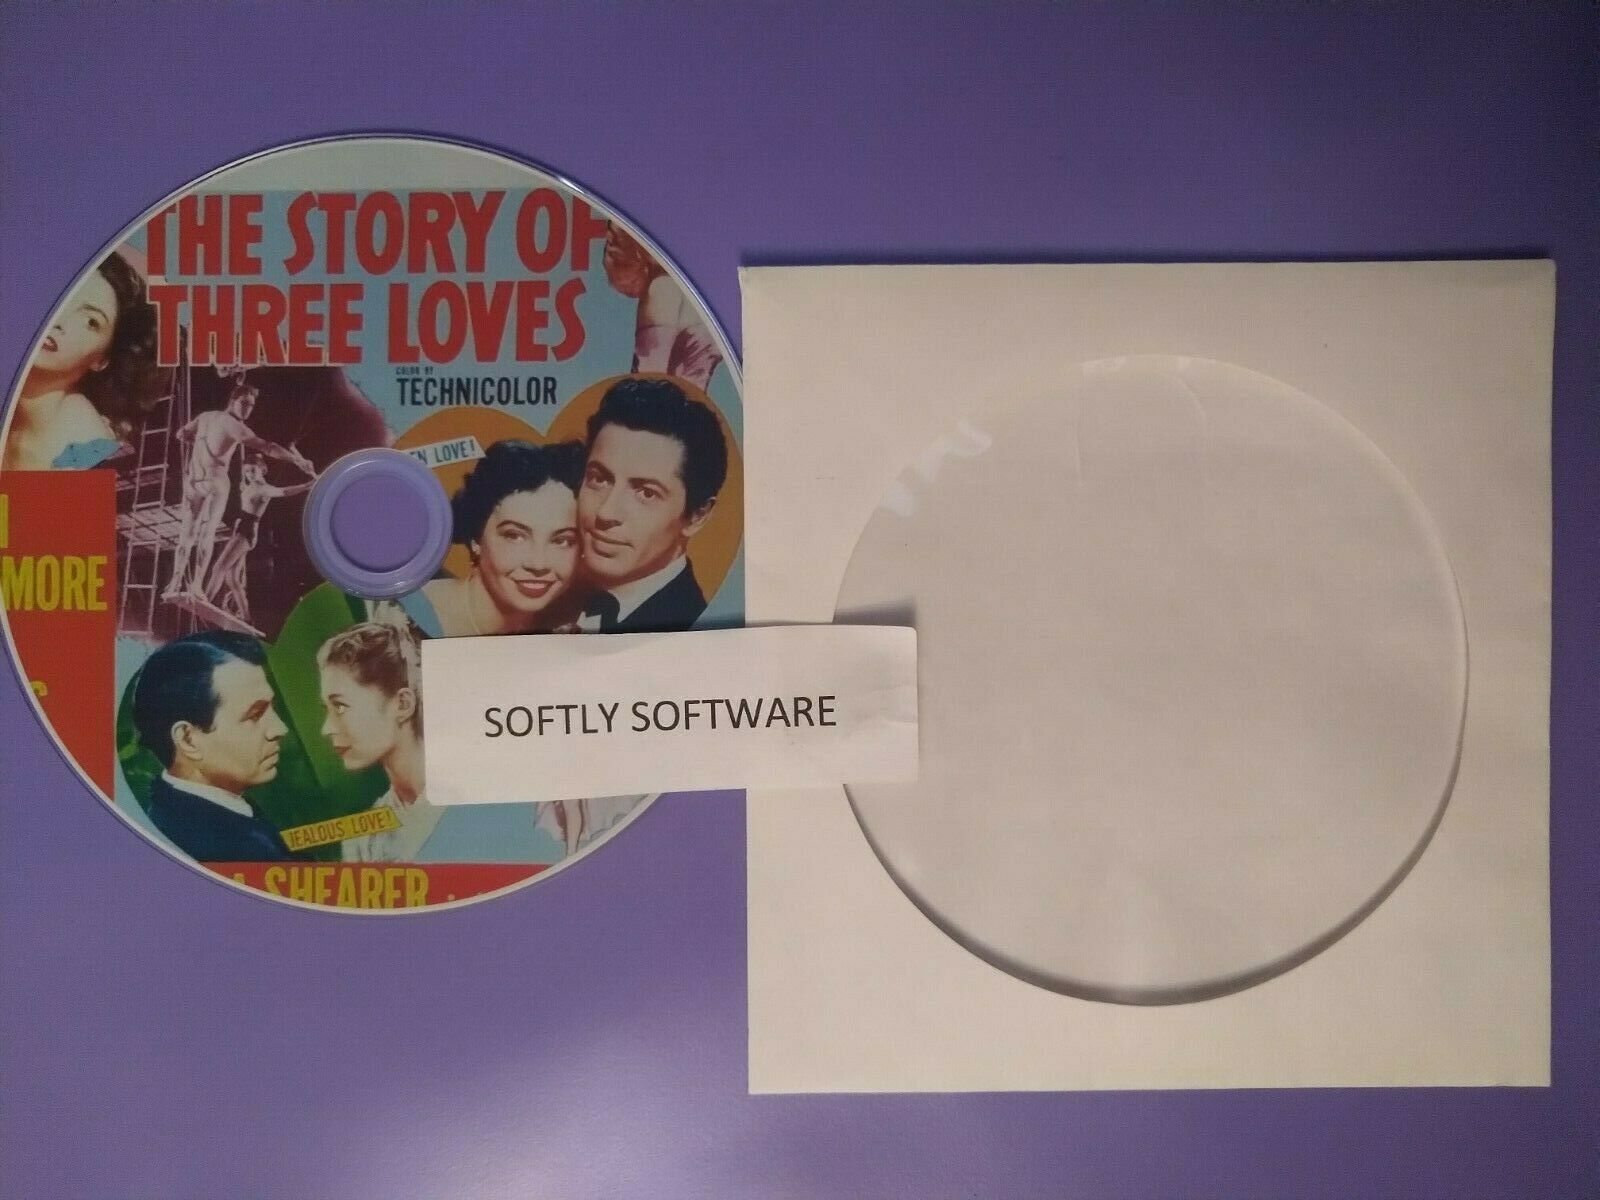 THE STORY OF
THREE LOVES
COLOR BY
TECHNICOLOR
LOVE!
MORE
SOFTLY SOFTWARE
JEALOUS LOVE!
SHEARER